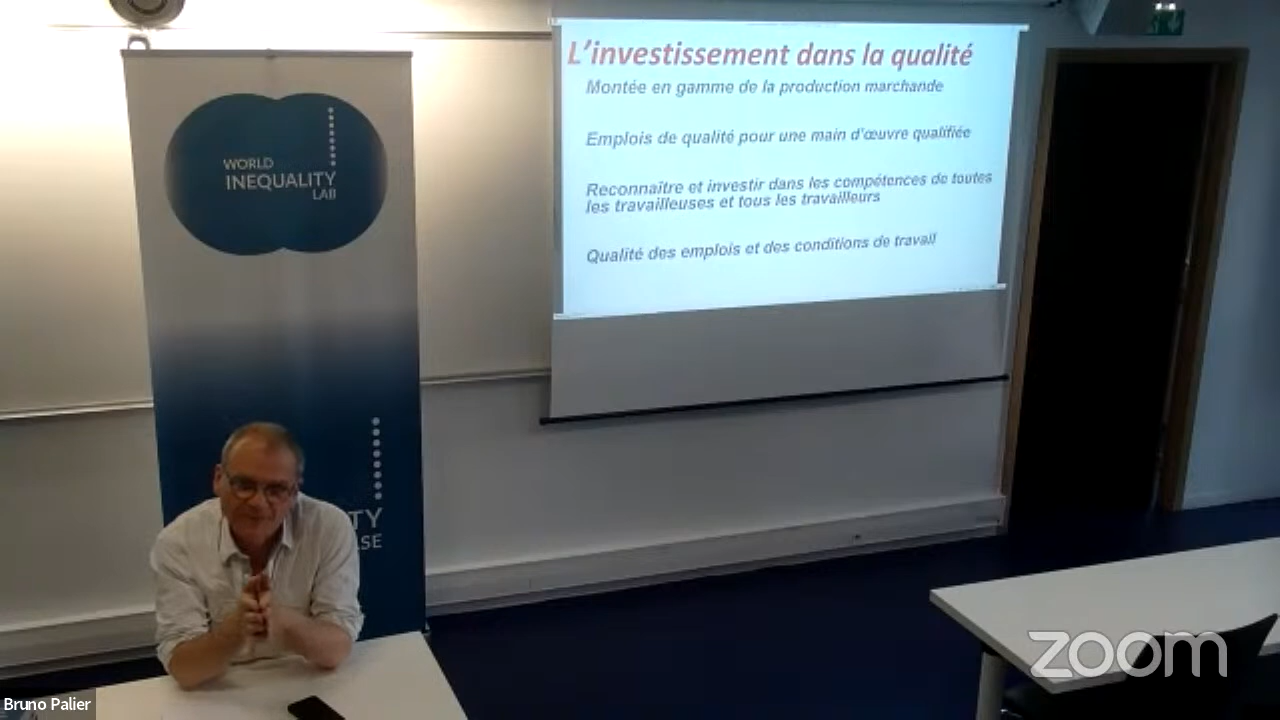 L'investissement dans la qualité
Montée en gamme de la production marchande
Emplois de qualité pour une main d'œuvre qualifiée
Reconnaître et investir dans les compétences de toutes
les travailleuses et tous les travailleurs
Qualité des emplois et des conditions de travail
WORLD
INEQUALITY
LAB
TY
ASE
Bruno Palier
zoom